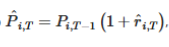 P̂_{i,T} = P_{i,T−1} (1 + r̂_{i,T}).